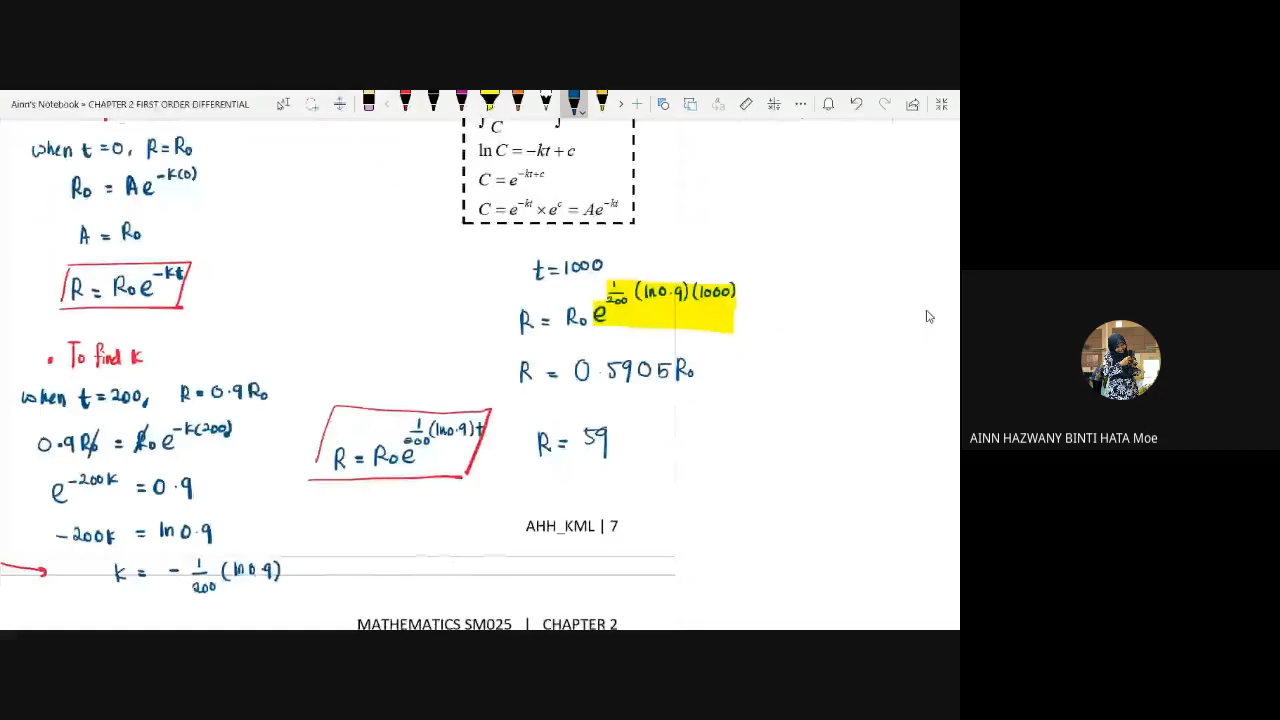 Ainn's Notebook » CHAPTER 2 FIRST ORDER DIFFERENTIAL
when t = 0, R = R₀
R₀ = Ae^{-k(0)}
A = R₀
R = R₀e^{-kt}
• To find k
when t = 200, R = 0.9R₀
0.9R₀ = R₀e^{-k(200)}
e^{-200k} = 0.9
-200k = ln 0.9
k = -1/200 (ln 0.9)
R = R₀e^{1/200 (ln 0.9)t}
∫ C ∫
ln C = -kt + c
C = e^{-kt+c}
C = e^{-kt} × e^{c} = Ae^{-kt}
t = 1000
R = R₀ e^{1/200 (ln 0.9)(1000)}
R = 0.5905R₀
R = 59
AHH_KML | 7
MATHEMATICS SM025 | CHAPTER 2
AINN HAZWANY BINTI HATA Moe